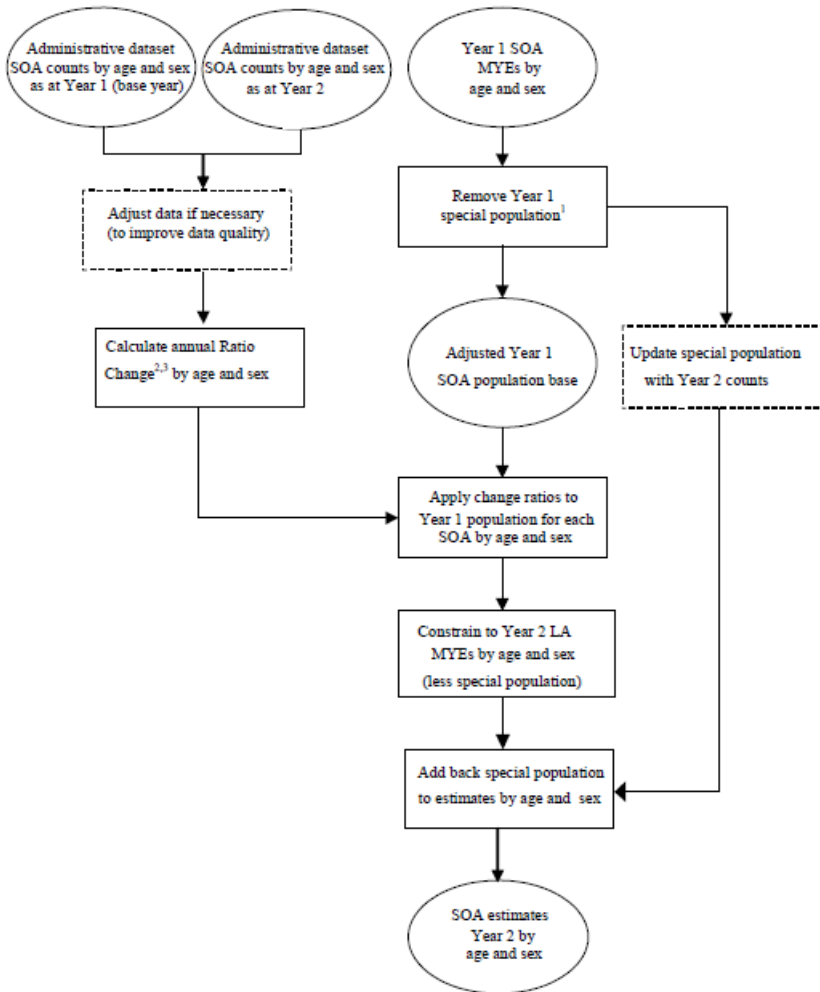 Administrative dataset
SOA counts by age and sex
as at Year 1 (base year)
Administrative dataset
SOA counts by age and sex
as at Year 2
Year 1 SOA
MYEs by
age and sex
Adjust data if necessary
(to improve data quality)
Remove Year 1
special population¹
Calculate annual Ratio
Change²,³ by age and sex
Adjusted Year 1
SOA population base
Update special population
with Year 2 counts
Apply change ratios to
Year 1 population for each
SOA by age and sex
Constrain to Year 2 LA
MYEs by age and sex
(less special population)
Add back special population
to estimates by age and sex
SOA estimates
Year 2 by
age and sex